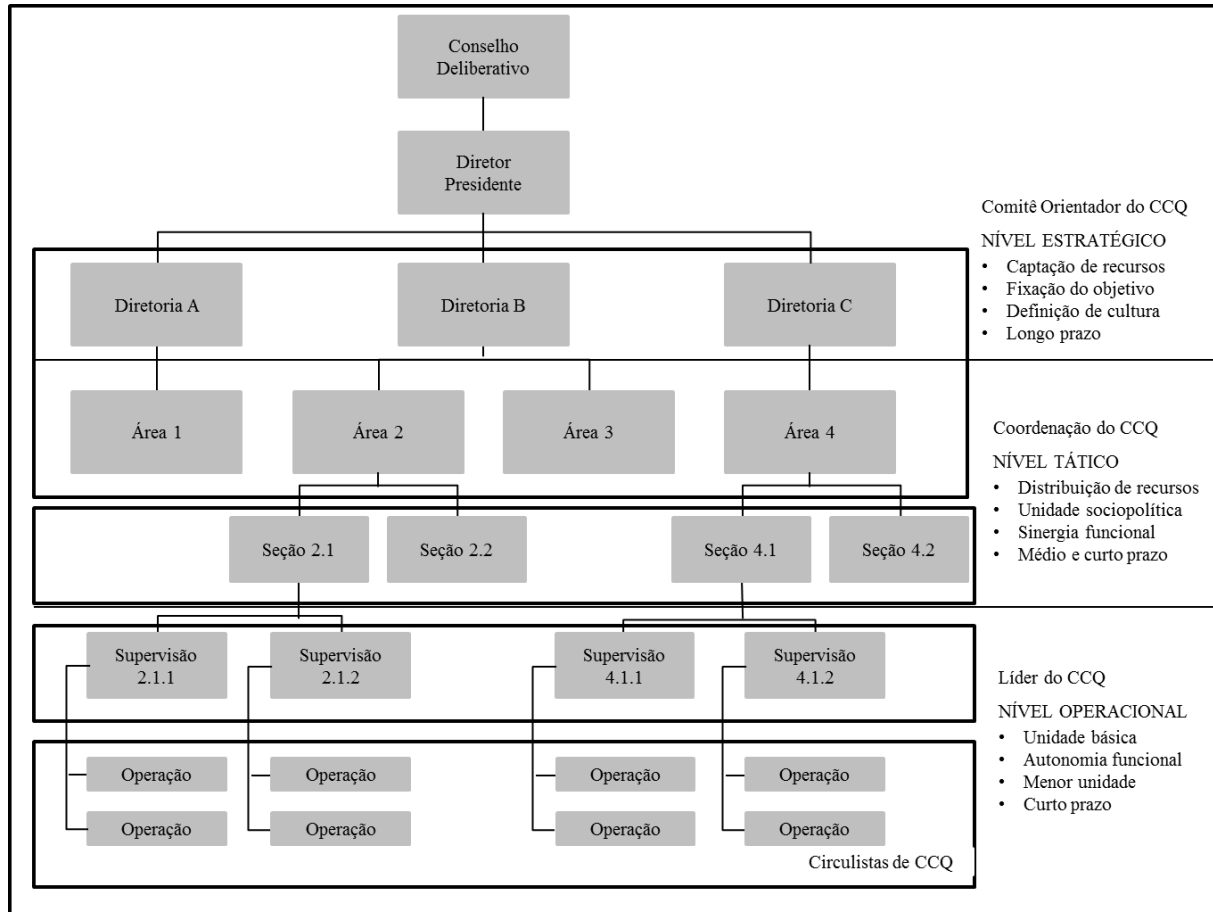 Conselho
Deliberativo
Diretor
Presidente
Comitê Orientador do CCQ
NÍVEL ESTRATÉGICO
• Captação de recursos
• Fixação do objetivo
• Definição de cultura
• Longo prazo
Diretoria A
Diretoria B
Diretoria C
Área 1
Área 2
Área 3
Área 4
Coordenação do CCQ
NÍVEL TÁTICO
• Distribuição de recursos
• Unidade sociopolítica
• Sinergia funcional
• Médio e curto prazo
Seção 2.1
Seção 2.2
Seção 4.1
Seção 4.2
Supervisão
2.1.1
Supervisão
2.1.2
Supervisão
4.1.1
Supervisão
4.1.2
Líder do CCQ
NÍVEL OPERACIONAL
• Unidade básica
• Autonomia funcional
• Menor unidade
• Curto prazo
Operação
Operação
Operação
Operação
Operação
Operação
Operação
Operação
Circulistas de CCQ